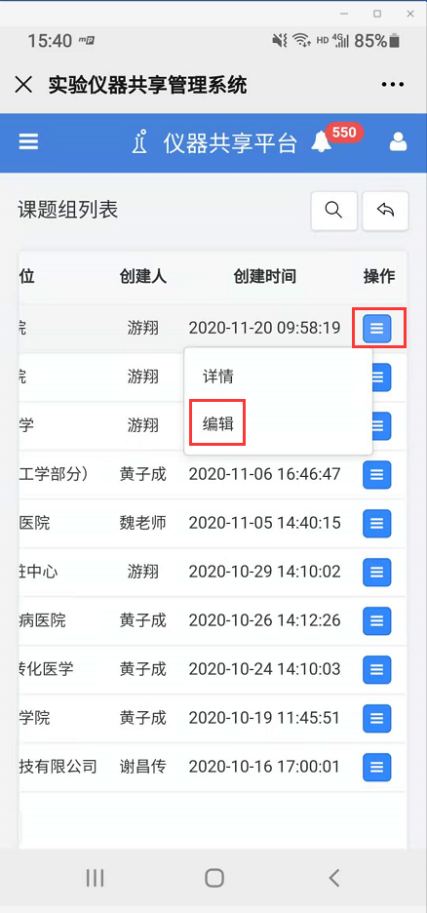 15:40
HD 4G 85%
实验仪器共享管理系统
仪器共享平台 550
课题组列表
位 创建人 创建时间 操作
院 游翔 2020-11-20 09:58:19
院 游翔
学 游翔
详情
编辑
工学部分） 黄子成 2020-11-06 16:46:47
医院 魏老师 2020-11-05 14:40:15
中心 游翔 2020-10-29 14:10:02
病医院 黄子成 2020-10-26 14:12:26
转化医学 黄子成 2020-10-24 14:10:03
学院 黄子成 2020-10-19 11:45:51
技有限公司 谢昌传 2020-10-16 17:00:01